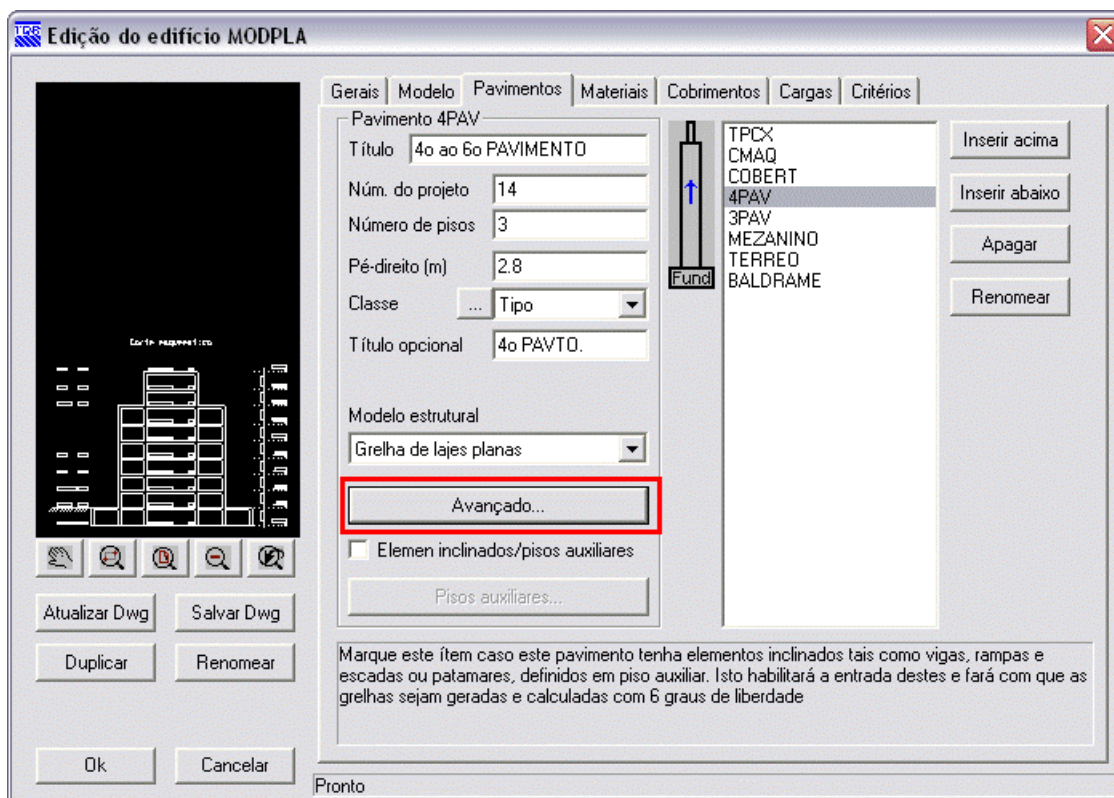 TQS Edição do edifício MODPLA
Gerais
Modelo
Pavimentos
Materiais
Cobrimentos
Cargas
Critérios
Pavimento 4PAV
Título 4o ao 6o PAVIMENTO
Núm. do projeto 14
Número de pisos 3
Pé-direito (m) 2.8
Classe ... Tipo
Título opcional 4o PAVTO.
Modelo estrutural
Grelha de lajes planas
Avançado...
Elemen inclinados/pisos auxiliares
Pisos auxiliares...
Fund
TPCX
CMAQ
COBERT
4PAV
3PAV
MEZANINO
TERREO
BALDRAME
Inserir acima
Inserir abaixo
Apagar
Renomear
Corte esquematico
Atualizar Dwg
Salvar Dwg
Duplicar
Renomear
Ok
Cancelar
Marque este ítem caso este pavimento tenha elementos inclinados tais como vigas, rampas e
escadas ou patamares, definidos em piso auxiliar. Isto habilitará a entrada destes e fará com que as
grelhas sejam geradas e calculadas com 6 graus de liberdade
Pronto